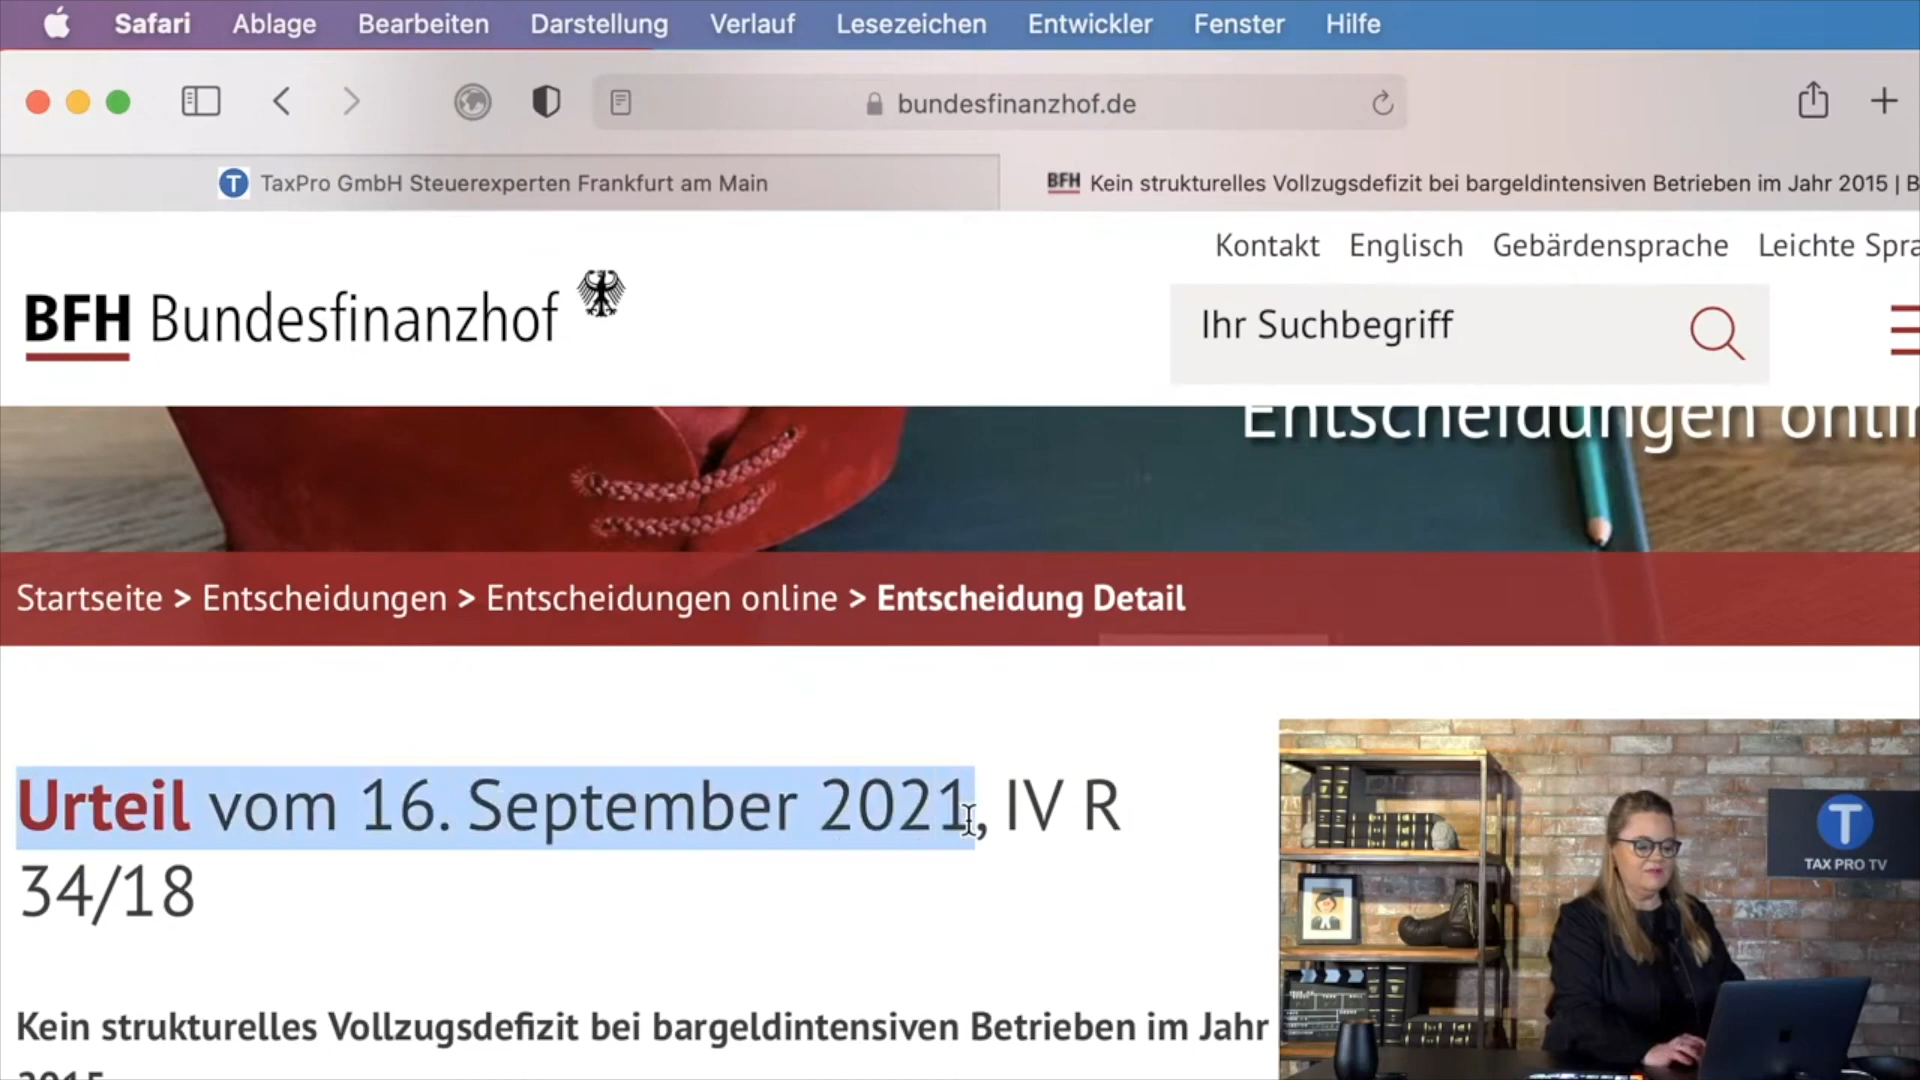 Safari Ablage Bearbeiten Darstellung Verlauf Lesezeichen Entwickler Fenster Hilfe
bundesfinanzhof.de
T TaxPro GmbH Steuerexperten Frankfurt am Main
BFH Kein strukturelles Vollzugsdefizit bei bargeldintensiven Betrieben im Jahr 2015 | B
Kontakt Englisch Gebärdensprache Leichte Spra
BFH Bundesfinanzhof
Ihr Suchbegriff
Entscheidungen onlin
Startseite > Entscheidungen > Entscheidungen online > Entscheidung Detail
Urteil vom 16. September 2021, IV R
34/18
T
TAX PRO TV
Kein strukturelles Vollzugsdefizit bei bargeldintensiven Betrieben im Jahr
2015